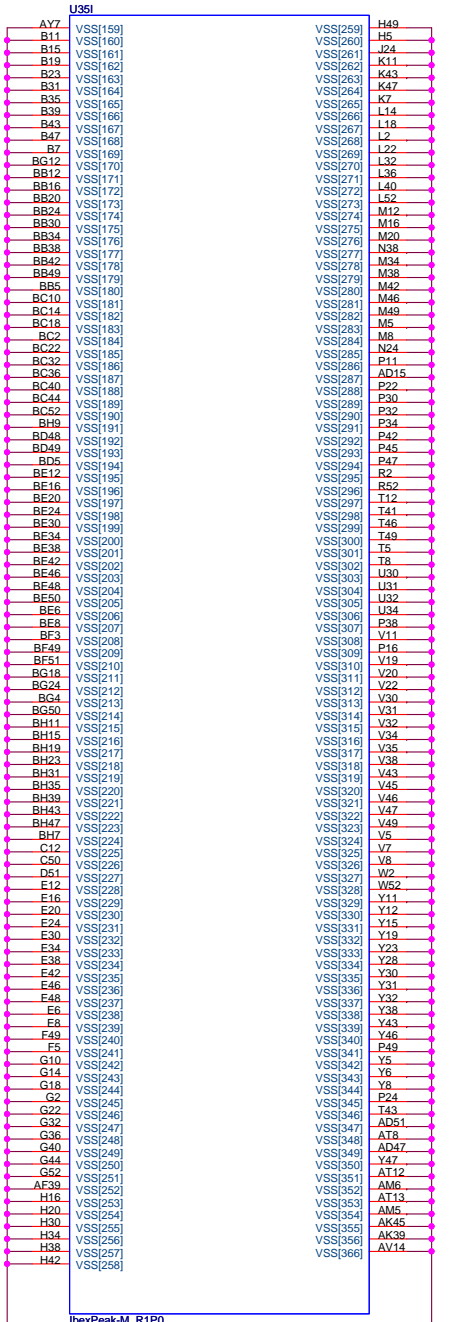 U35I
AY7 VSS[159] VSS[259] H49
B11 VSS[160] VSS[260] H5
B15 VSS[161] VSS[261] J24
B19 VSS[162] VSS[262] K11
B23 VSS[163] VSS[263] K43
B31 VSS[164] VSS[264] K47
B35 VSS[165] VSS[265] K7
B39 VSS[166] VSS[266] L14
B43 VSS[167] VSS[267] L18
B47 VSS[168] VSS[268] L2
B7 VSS[169] VSS[269] L22
BG12 VSS[170] VSS[270] L32
BB12 VSS[171] VSS[271] L36
BB16 VSS[172] VSS[272] L40
BB20 VSS[173] VSS[273] L52
BB24 VSS[174] VSS[274] M12
BB30 VSS[175] VSS[275] M16
BB34 VSS[176] VSS[276] M20
BB38 VSS[177] VSS[277] N38
BB42 VSS[178] VSS[278] M34
BB49 VSS[179] VSS[279] M38
BB5 VSS[180] VSS[280] M42
BC10 VSS[181] VSS[281] M46
BC14 VSS[182] VSS[282] M49
BC18 VSS[183] VSS[283] M5
BC2 VSS[184] VSS[284] M8
BC22 VSS[185] VSS[285] N24
BC32 VSS[186] VSS[286] P11
BC36 VSS[187] VSS[287] AD15
BC40 VSS[188] VSS[288] P22
BC44 VSS[189] VSS[289] P30
BC52 VSS[190] VSS[290] P32
BH9 VSS[191] VSS[291] P34
BD48 VSS[192] VSS[292] P42
BD49 VSS[193] VSS[293] P45
BD5 VSS[194] VSS[294] P47
BE12 VSS[195] VSS[295] R2
BE16 VSS[196] VSS[296] R52
BE20 VSS[197] VSS[297] T12
BE24 VSS[198] VSS[298] T41
BE30 VSS[199] VSS[299] T46
BE34 VSS[200] VSS[300] T49
BE38 VSS[201] VSS[301] T5
BE42 VSS[202] VSS[302] T8
BE46 VSS[203] VSS[303] U30
BE48 VSS[204] VSS[304] U31
BE50 VSS[205] VSS[305] U32
BE6 VSS[206] VSS[306] U34
BE8 VSS[207] VSS[307] P38
BF3 VSS[208] VSS[308] V11
BF49 VSS[209] VSS[309] P16
BF51 VSS[210] VSS[310] V19
BG18 VSS[211] VSS[311] V20
BG24 VSS[212] VSS[312] V22
BG4 VSS[213] VSS[313] V30
BG50 VSS[214] VSS[314] V31
BH11 VSS[215] VSS[315] V32
BH15 VSS[216] VSS[316] V34
BH19 VSS[217] VSS[317] V35
BH23 VSS[218] VSS[318] V38
BH31 VSS[219] VSS[319] V43
BH35 VSS[220] VSS[320] V45
BH39 VSS[221] VSS[321] V46
BH43 VSS[222] VSS[322] V47
BH47 VSS[223] VSS[323] V49
BH7 VSS[224] VSS[324] V5
C12 VSS[225] VSS[325] V7
C50 VSS[226] VSS[326] V8
D51 VSS[227] VSS[327] W2
E12 VSS[228] VSS[328] W52
E16 VSS[229] VSS[329] Y11
E20 VSS[230] VSS[330] Y12
E24 VSS[231] VSS[331] Y15
E30 VSS[232] VSS[332] Y19
E34 VSS[233] VSS[333] Y23
E38 VSS[234] VSS[334] Y28
E42 VSS[235] VSS[335] Y30
E46 VSS[236] VSS[336] Y31
E48 VSS[237] VSS[337] Y32
E6 VSS[238] VSS[338] Y38
E8 VSS[239] VSS[339] Y43
F49 VSS[240] VSS[340] Y46
F5 VSS[241] VSS[341] P49
G10 VSS[242] VSS[342] Y5
G14 VSS[243] VSS[343] Y6
G18 VSS[244] VSS[344] Y8
G2 VSS[245] VSS[345] P24
G22 VSS[246] VSS[346] T43
G32 VSS[247] VSS[347] AD51
G36 VSS[248] VSS[348] AT8
G40 VSS[249] VSS[349] AD47
G44 VSS[250] VSS[350] Y47
G52 VSS[251] VSS[351] AT12
AF39 VSS[252] VSS[352] AM6
H16 VSS[253] VSS[353] AT13
H20 VSS[254] VSS[354] AM5
H30 VSS[255] VSS[355] AK45
H34 VSS[256] VSS[356] AK39
H38 VSS[257] VSS[366] AV14
H42 VSS[258]
IbexPeak-M_R1P0